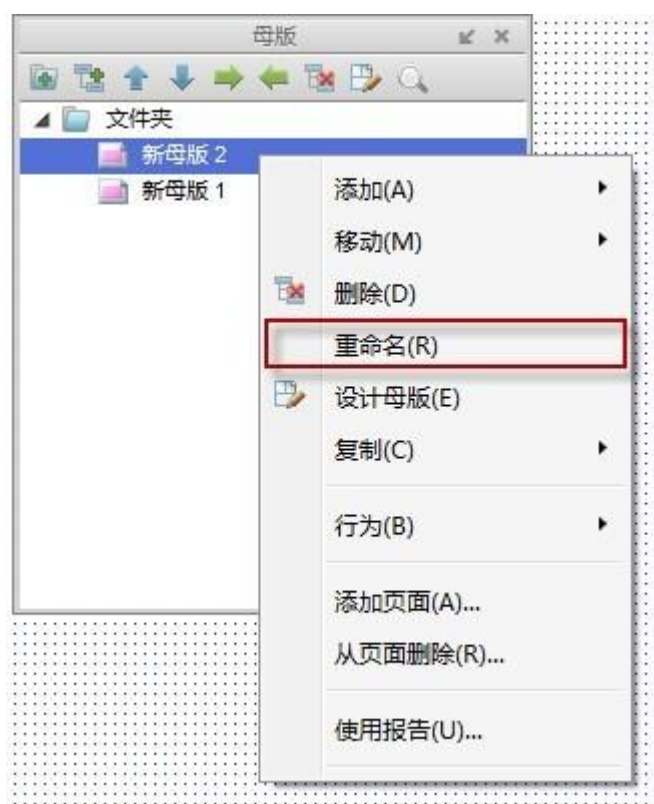 母版
文件夹
新母版 2
新母版 1
添加(A)
移动(M)
删除(D)
重命名(R)
设计母版(E)
复制(C)
行为(B)
添加页面(A)...
从页面删除(R)...
使用报告(U)...